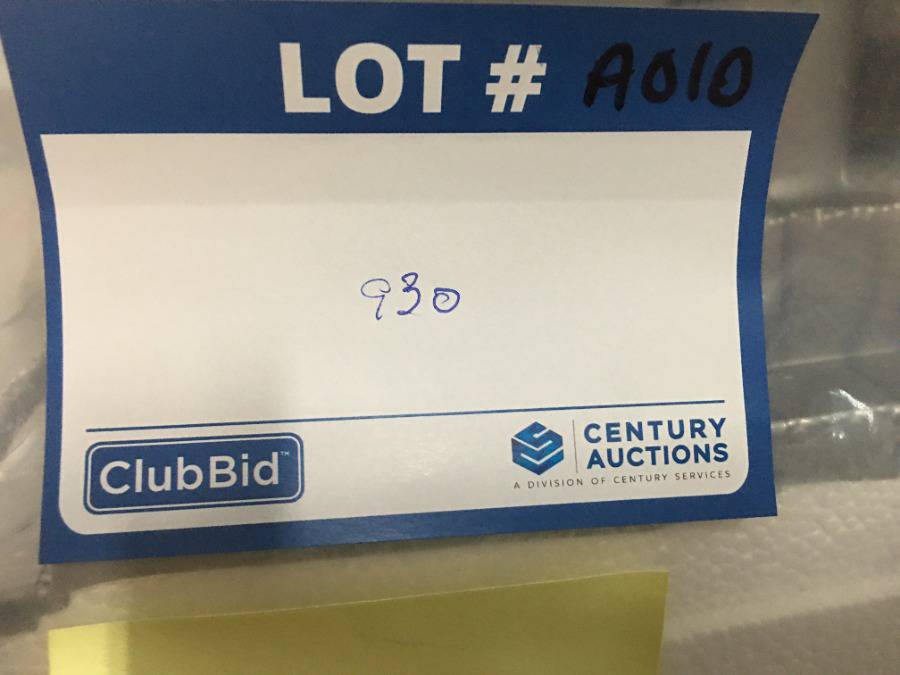 LOT # A010
930
ClubBid™
CENTURY
AUCTIONS
A DIVISION OF CENTURY SERVICES